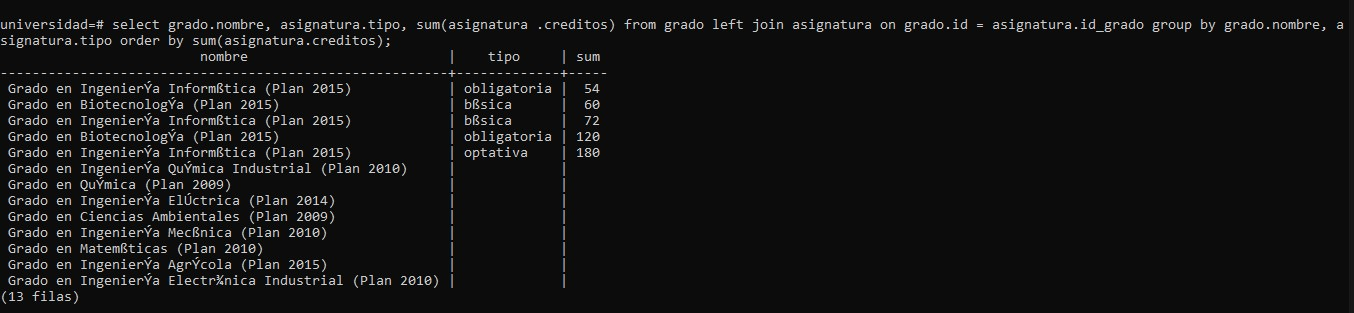 universidad=# select grado.nombre, asignatura.tipo, sum(asignatura .creditos) from grado left join asignatura on grado.id = asignatura.id_grado group by grado.nombre, a
signatura.tipo order by sum(asignatura.creditos);
                        nombre                         |    tipo     | sum
-------------------------------------------------------+-------------+-----
 Grado en IngenierÝa Informßtica (Plan 2015)           | obligatoria |  54
 Grado en BiotecnologÝa (Plan 2015)                    | bßsica      |  60
 Grado en IngenierÝa Informßtica (Plan 2015)           | bßsica      |  72
 Grado en BiotecnologÝa (Plan 2015)                    | obligatoria | 120
 Grado en IngenierÝa Informßtica (Plan 2015)           | optativa    | 180
 Grado en IngenierÝa QuÝmica Industrial (Plan 2010)    |             |
 Grado en QuÝmica (Plan 2009)                          |             |
 Grado en IngenierÝa ElÚctrica (Plan 2014)             |             |
 Grado en Ciencias Ambientales (Plan 2009)             |             |
 Grado en IngenierÝa Mecßnica (Plan 2010)              |             |
 Grado en Matemßticas (Plan 2010)                      |             |
 Grado en IngenierÝa AgrÝcola (Plan 2015)              |             |
 Grado en IngenierÝa Electr¾nica Industrial (Plan 2010) |             |
(13 filas)